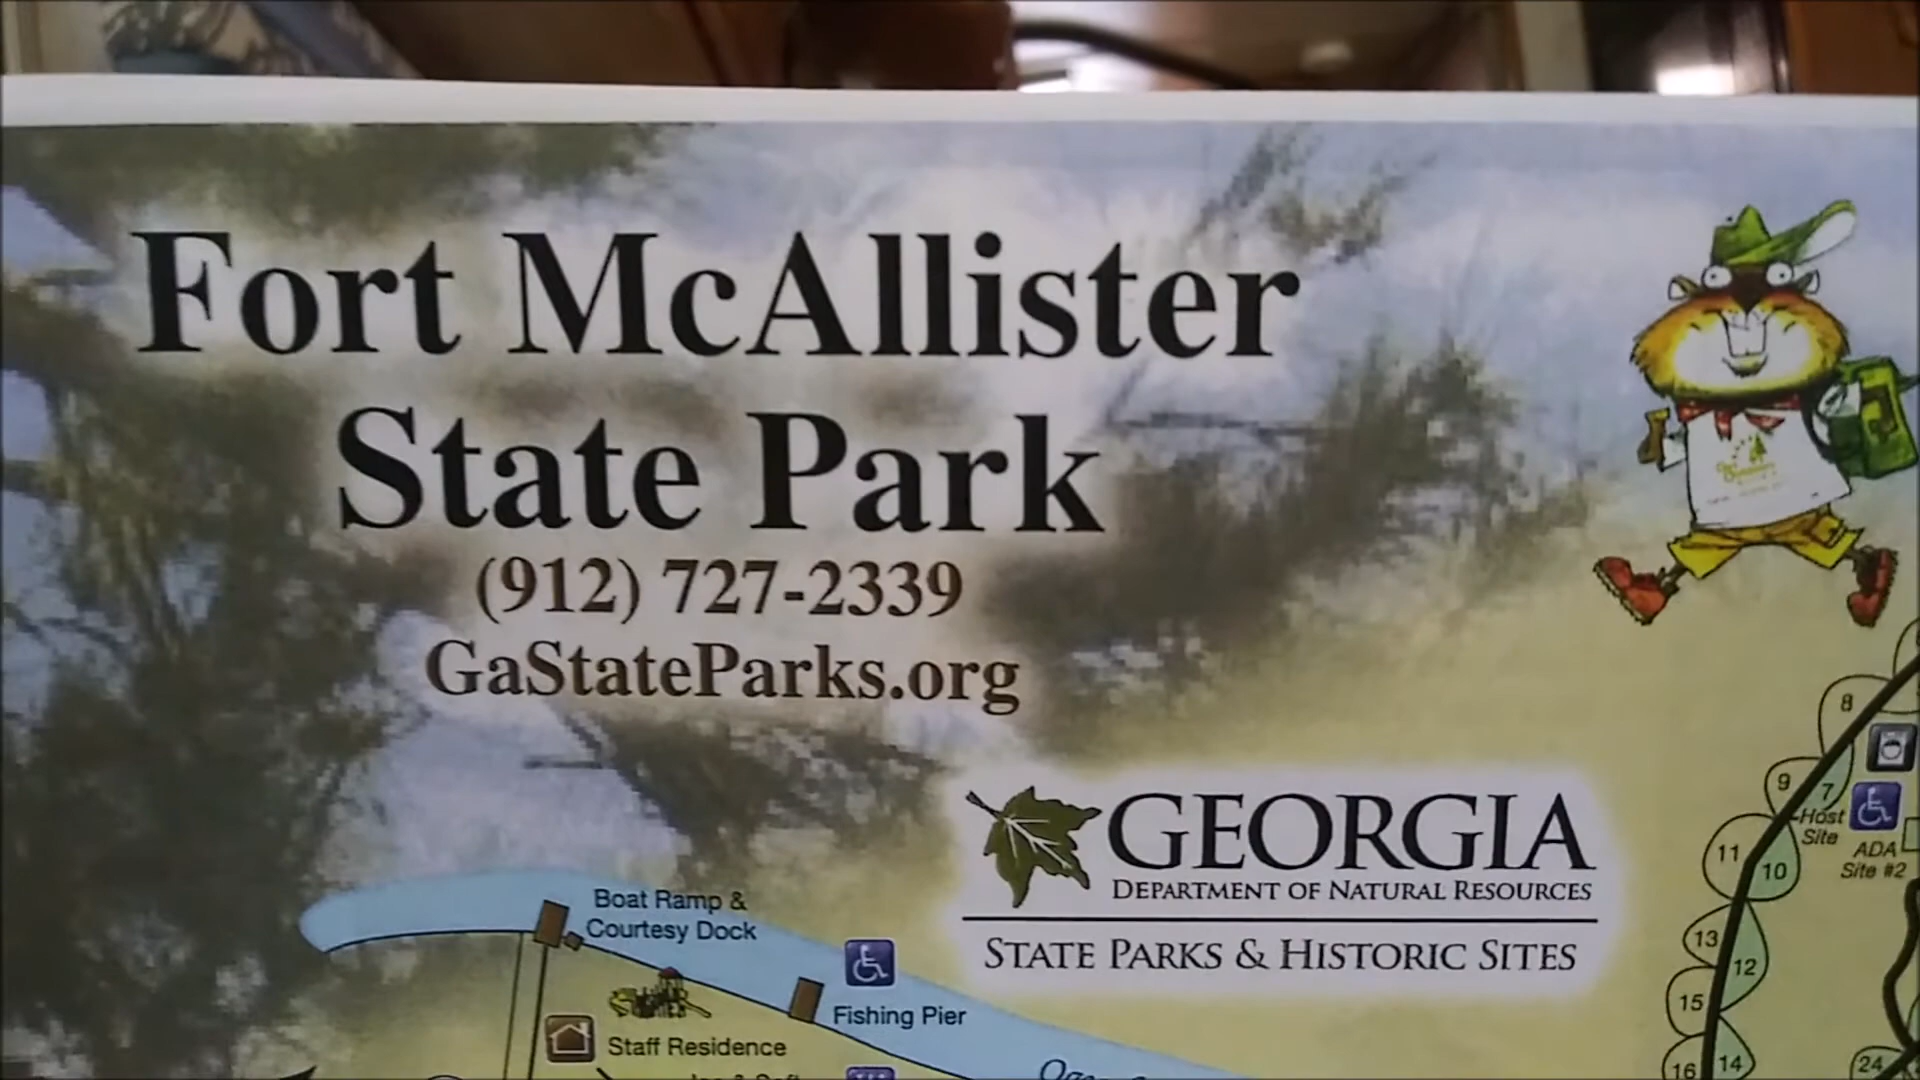 Fort McAllister
State Park
(912) 727-2339
GaStateParks.org
GEORGIA
DEPARTMENT OF NATURAL RESOURCES
STATE PARKS & HISTORIC SITES
Boat Ramp &
Courtesy Dock
Fishing Pier
Staff Residence
8
9
7
Host
Site
ADA
Site #2
11
10
13
12
15
16
14
24